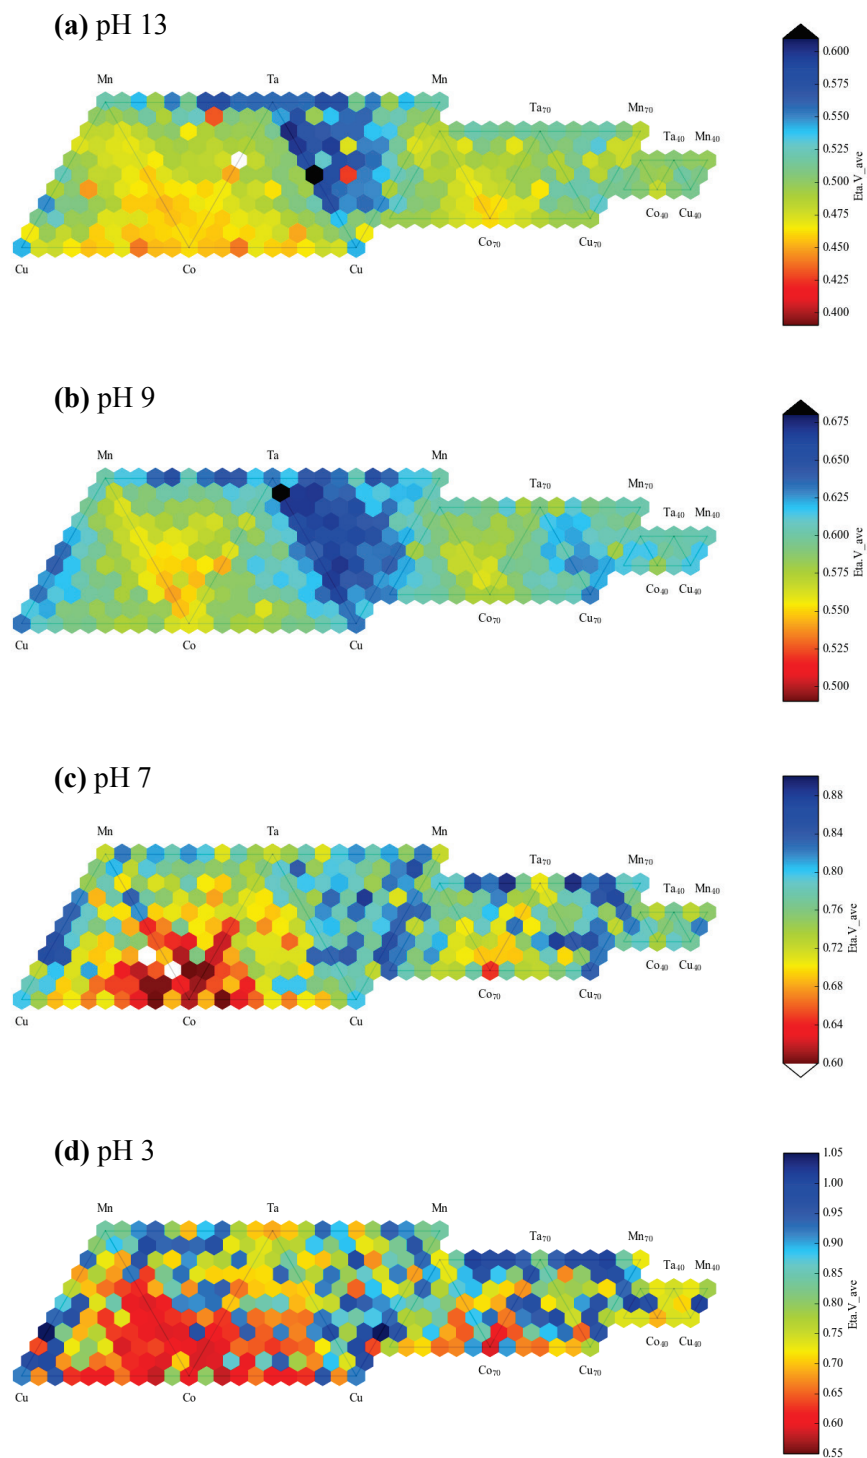 (a) pH 13
Mn Ta Mn
Ta₇₀ Mn₇₀
Ta₄₀ Mn₄₀
Co₄₀ Cu₄₀
Co₇₀ Cu₇₀
Cu Co Cu
0.600
0.575
0.550
0.525
0.500
0.475
0.450
0.425
0.400
Eta.V_ave
(b) pH 9
Mn Ta Mn
Ta₇₀ Mn₇₀
Ta₄₀ Mn₄₀
Co₄₀ Cu₄₀
Co₇₀ Cu₇₀
Cu Co Cu
0.675
0.650
0.625
0.600
0.575
0.550
0.525
0.500
Eta.V_ave
(c) pH 7
Mn Ta Mn
Ta₇₀ Mn₇₀
Ta₄₀ Mn₄₀
Co₄₀ Cu₄₀
Co₇₀ Cu₇₀
Cu Co Cu
0.88
0.84
0.80
0.76
0.72
0.68
0.64
0.60
Eta.V_ave
(d) pH 3
Mn Ta Mn
Ta₇₀ Mn₇₀
Ta₄₀ Mn₄₀
Co₄₀ Cu₄₀
Co₇₀ Cu₇₀
Cu Co Cu
1.05
1.00
0.95
0.90
0.85
0.80
0.75
0.70
0.65
0.60
0.55
Eta.V_ave